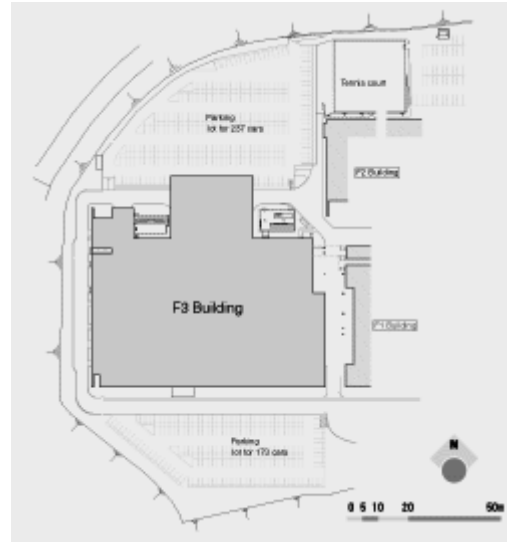 Tennis court
Parking
lot for 237 cars
F2 Building
F3 Building
F1 Building
Parking
lot for 173 cars
N
0 5 10 20 50m